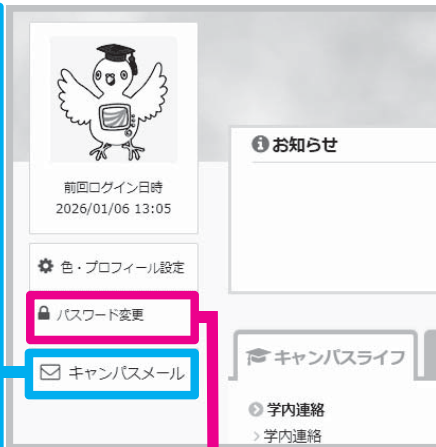 前回ログイン日時
2026/01/06 13:05
色・プロフィール設定
パスワード変更
キャンパスメール
お知らせ
キャンパスライフ
学内連絡
学内連絡